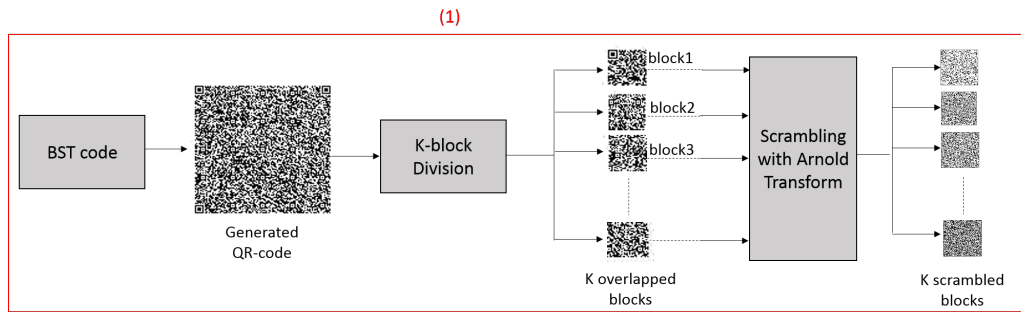 (1)
BST code
Generated
QR-code
K-block
Division
block1
block2
block3
K overlapped
blocks
Scrambling
with Arnold
Transform
K scrambled
blocks